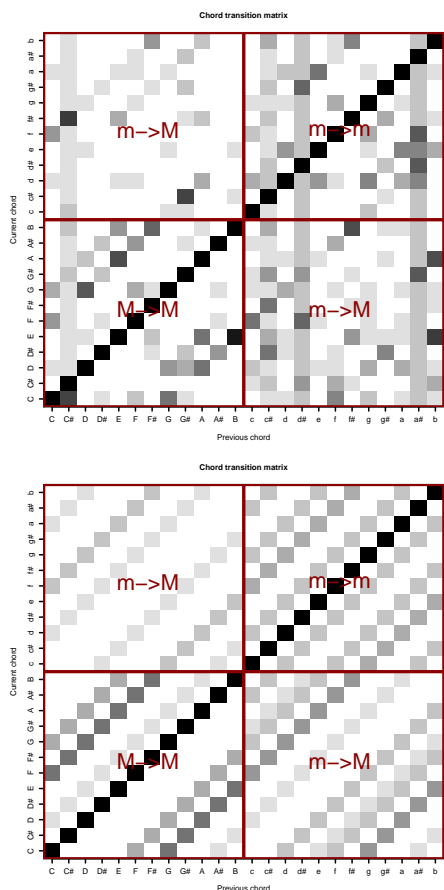 Chord transition matrix
Current chord
b
a#
a
g#
g
f#
f
e
d#
d
c#
c
B
A#
A
G#
G
F#
F
E
D#
D
C#
C
m−>M m−>m
M−>M m−>M
C C# D D# E F F# G G# A A# B c c# d d# e f f# g g# a a# b
Previous chord
Chord transition matrix
Current chord
b
a#
a
g#
g
f#
f
e
d#
d
c#
c
B
A#
A
G#
G
F#
F
E
D#
D
C#
C
m−>M m−>m
M−>M m−>M
C C# D D# E F F# G G# A A# B c c# d d# e f f# g g# a a# b
Previous chord